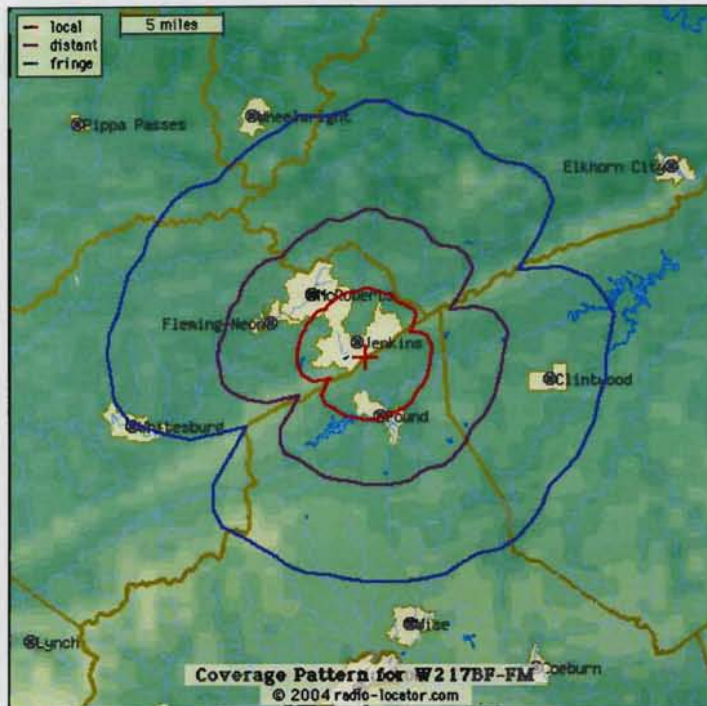 local
distant
fringe
5 miles
Wheelwright
Pippa Passes
Elkhorn City
McRoberts
Fleming-Neon
Jenkins
Clintwood
Pound
Whitesburg
Wise
Lynch
Coeburn
Coverage Pattern for W217BF-FM
© 2004 radio-locator.com